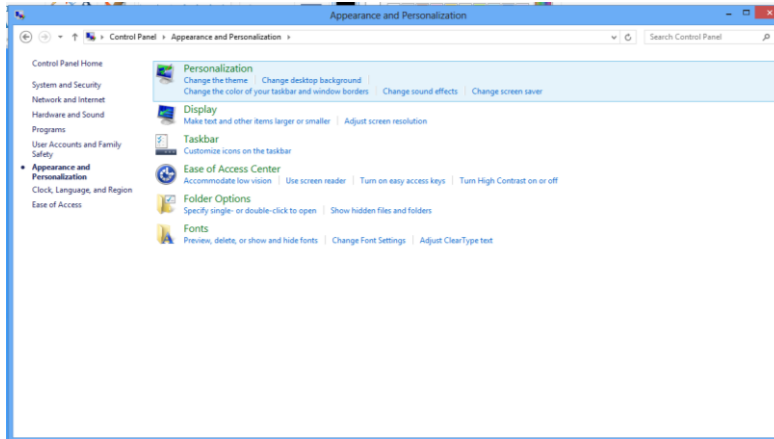 Appearance and Personalization
Control Panel Appearance and Personalization
Search Control Panel
Control Panel Home
System and Security
Network and Internet
Hardware and Sound
Programs
User Accounts and Family
Safety
Appearance and
Personalization
Clock, Language, and Region
Ease of Access
Personalization
Change the theme Change desktop background
Change the color of your taskbar and window borders Change sound effects Change screen saver
Display
Make text and other items larger or smaller Adjust screen resolution
Taskbar
Customize icons on the taskbar
Ease of Access Center
Accommodate low vision Use screen reader Turn on easy access keys Turn High Contrast on or off
Folder Options
Specify single- or double-click to open Show hidden files and folders
Fonts
Preview, delete, or show and hide fonts Change Font Settings Adjust ClearType text